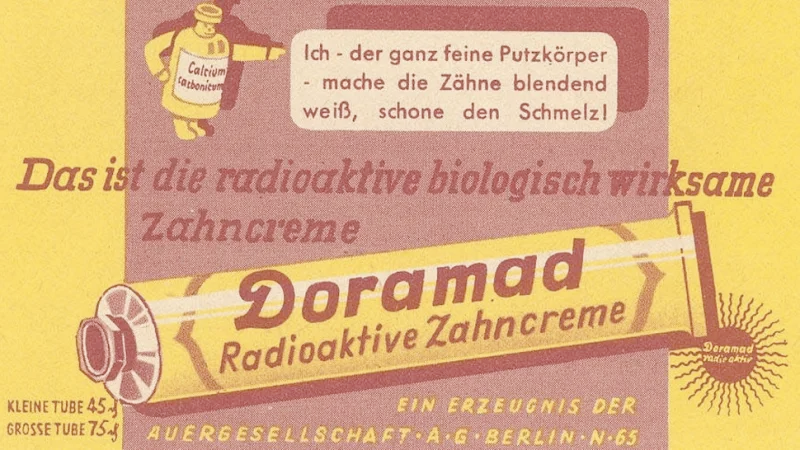 Calcium
carbonicum
Ich - der ganz feine Putzkörper
- mache die Zähne blendend
weiß, schone den Schmelz!
Das ist die radioaktive biologisch wirksame
Zahncreme
Doramad
Radioaktive Zahncreme
Doramad
radioaktiv
KLEINE TUBE 45 ₰
GROSSE TUBE 75 ₰
EIN ERZEUGNIS DER
AUERGESELLSCHAFT·A·G·BERLIN·N·65